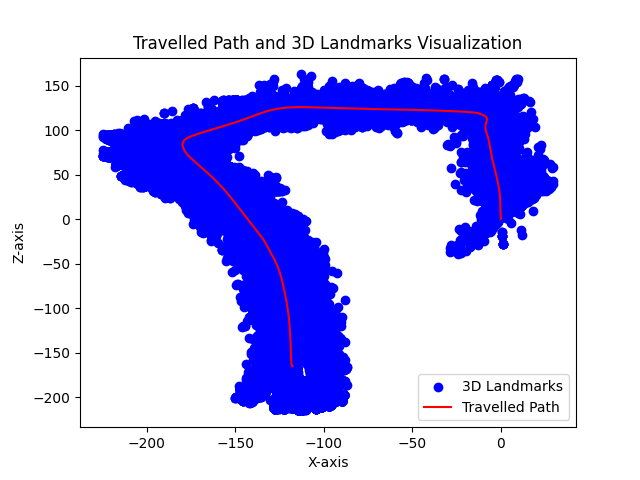 Travelled Path and 3D Landmarks Visualization
150
100
50
0
−50
−100
−150
−200
Z-axis
3D Landmarks
Travelled Path
−200 −150 −100 −50 0
X-axis